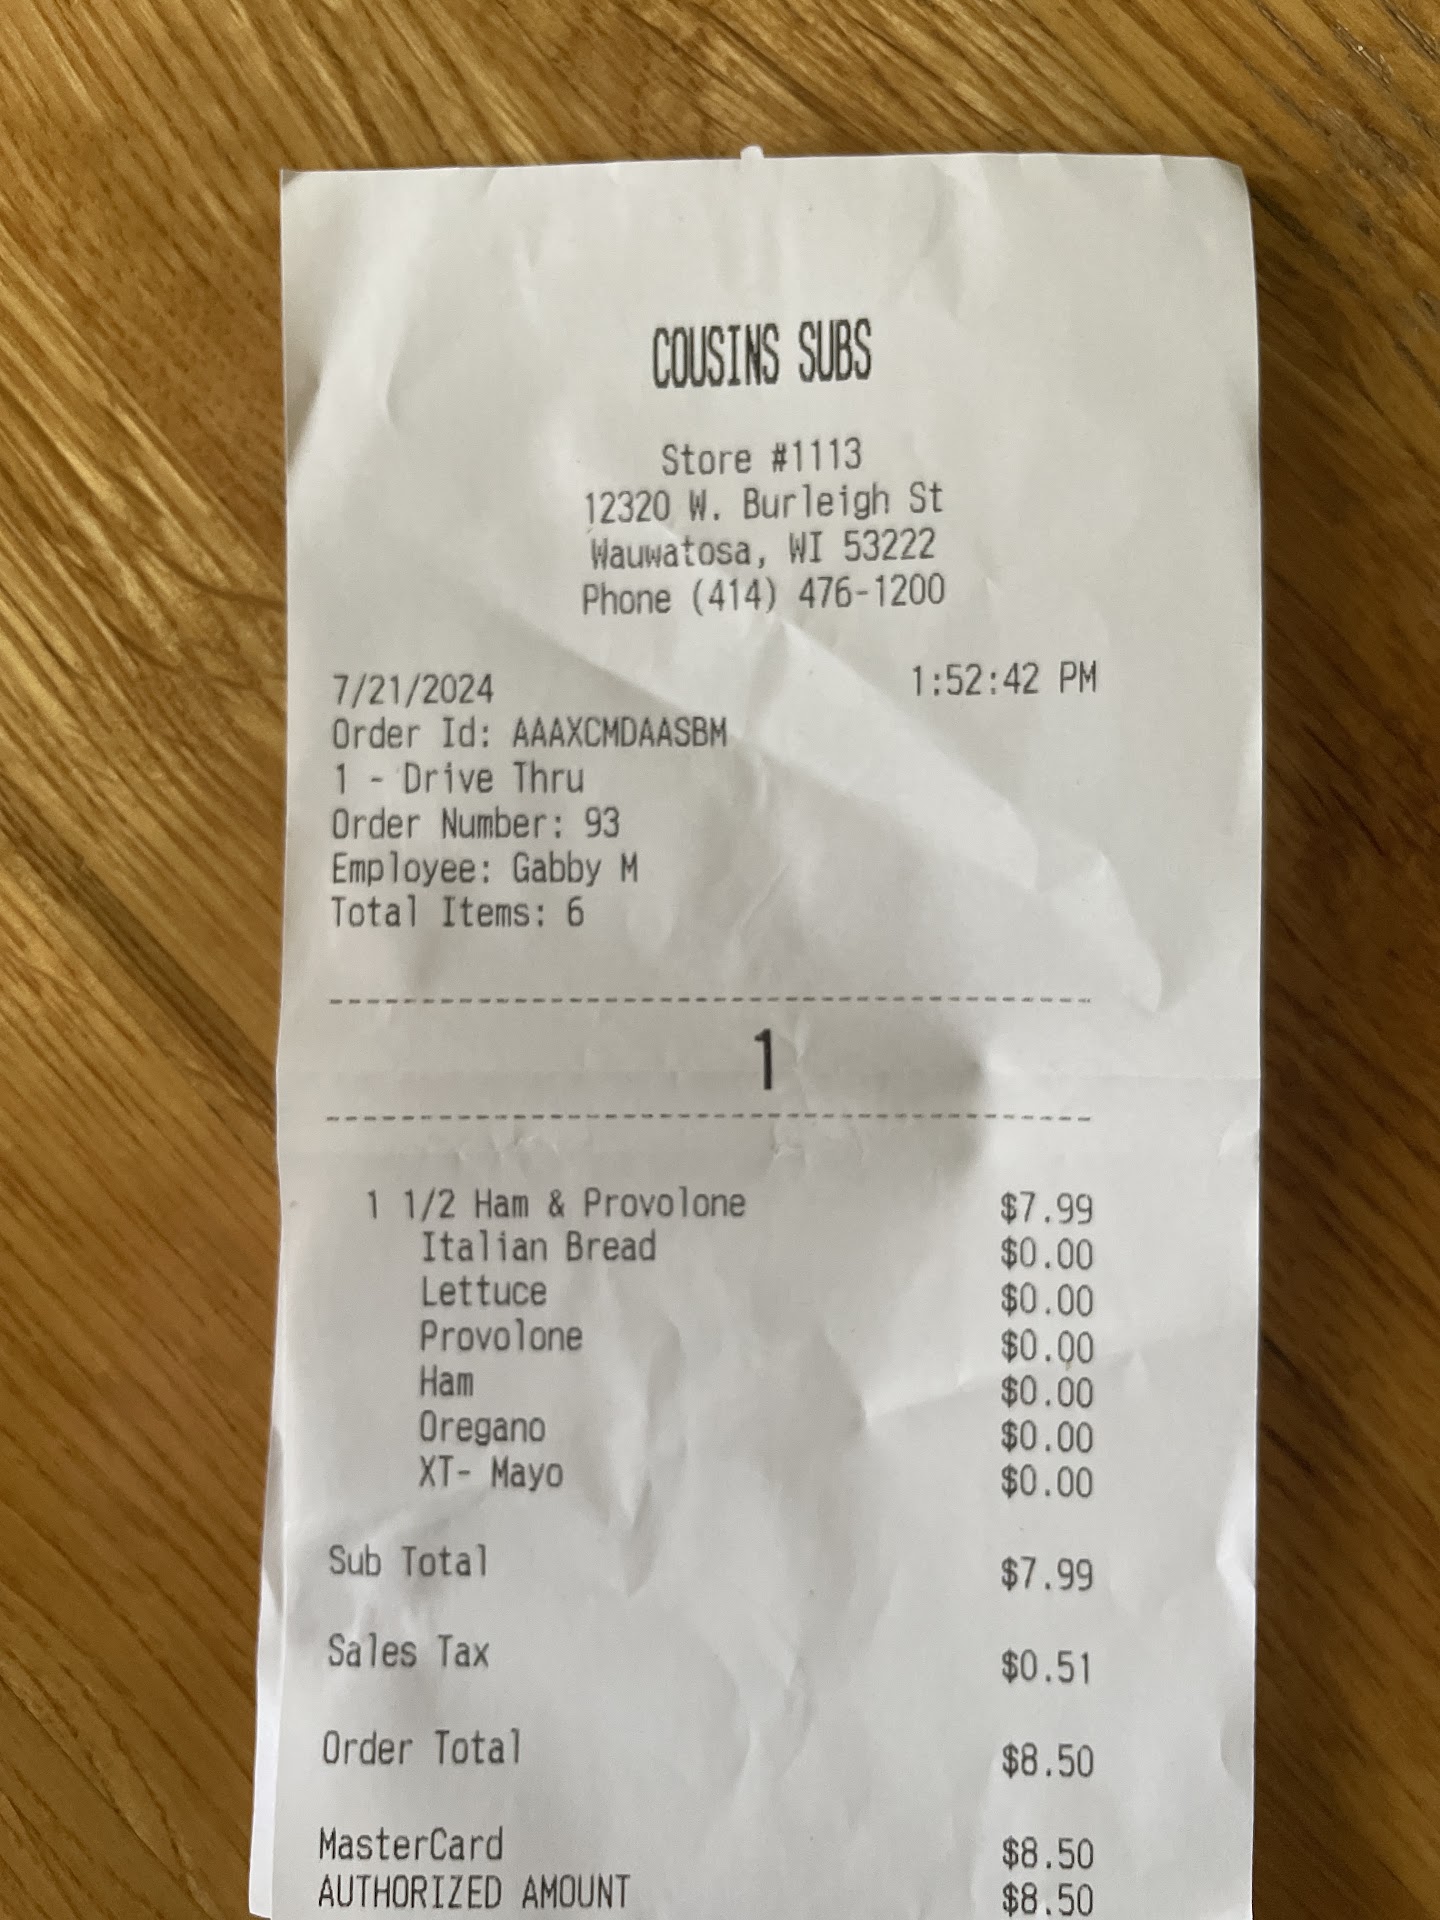 COUSINS SUBS
Store #1113
12320 W. Burleigh St
Wauwatosa, WI 53222
Phone (414) 476-1200
7/21/2024 1:52:42 PM
Order Id: AAAXCMDAASBM
1 - Drive Thru
Order Number: 93
Employee: Gabby M
Total Items: 6
1
1 1/2 Ham & Provolone $7.99
Italian Bread $0.00
Lettuce $0.00
Provolone $0.00
Ham $0.00
Oregano $0.00
XT- Mayo $0.00
Sub Total $7.99
Sales Tax $0.51
Order Total $8.50
MasterCard $8.50
AUTHORIZED AMOUNT $8.50